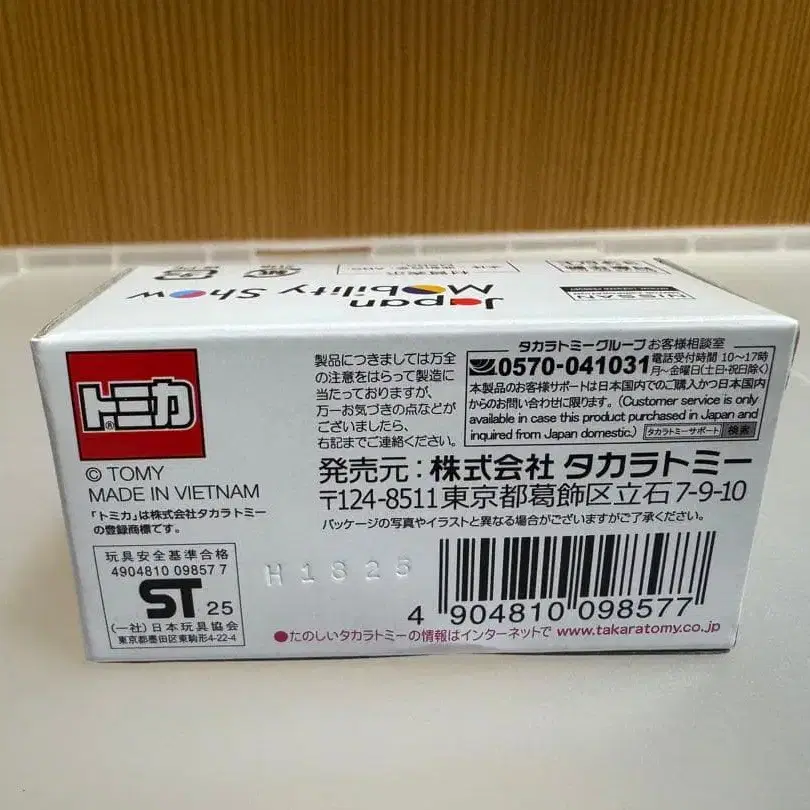 Japan
Mobility Show
トミカ
®
© TOMY
MADE IN VIETNAM
「トミカ」は株式会社タカラトミー
の登録商標です。
玩具安全基準合格
4904810 09857 7
ST 25
(一社)日本玩具協会
東京都墨田区東駒形4-22-4
製品につきましては万全
の注意をはらって製造に
当たっておりますが、
万一お気づきの点などが
ございましたら、
右記までご連絡ください。
タカラトミーグループ お客様相談室
0570-041031 電話受付時間 10〜17時
月〜金曜日(土日・祝日除く)
本製品のお客様サポートは日本国内でのご購入かつ日本国内
からのお問い合わせに限ります。(Customer service is only
available in case this product purchased in Japan and
inquired from Japan domestic.) タカラトミーサポート 検索
発売元:株式会社 タカラトミー
〒124-8511 東京都葛飾区立石 7-9-10
パッケージの写真やイラストと異なる場合がございますがご了承ください。
H1823
4 904810 098577
●たのしいタカラトミーの情報はインターネットで www.takaratomy.co.jp